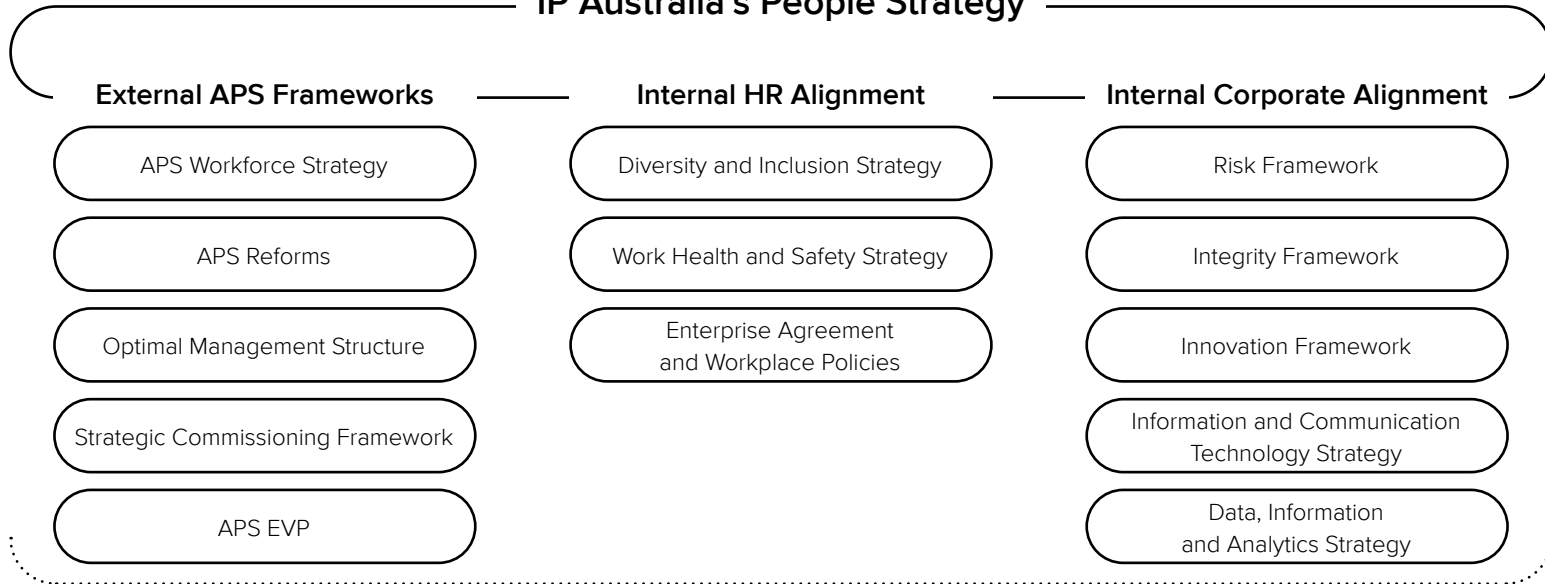 IP Australia's People Strategy
External APS Frameworks
APS Workforce Strategy
APS Reforms
Optimal Management Structure
Strategic Commissioning Framework
APS EVP
Internal HR Alignment
Diversity and Inclusion Strategy
Work Health and Safety Strategy
Enterprise Agreement
and Workplace Policies
Internal Corporate Alignment
Risk Framework
Integrity Framework
Innovation Framework
Information and Communication
Technology Strategy
Data, Information
and Analytics Strategy